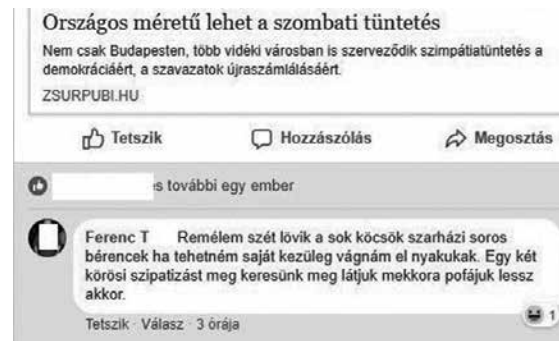 Országos méretű lehet a szombati tüntetés
Nem csak Budapesten, több vidéki városban is szerveződik szimpátiatüntetés a
demokráciáért, a szavazatok újraszámlálásáért.
ZSURPUBI.HU
Tetszik Hozzászólás Megosztás
s további egy ember
Ferenc T Remélem szét lövik a sok köcsök szarházi soros
bérencek ha tehetném saját kezüleg vágnám el nyakukak. Egy két
körösi szipatizást meg keresünk meg látjuk mekkora pofájuk lessz
akkor.
1
Tetszik · Válasz · 3 órája